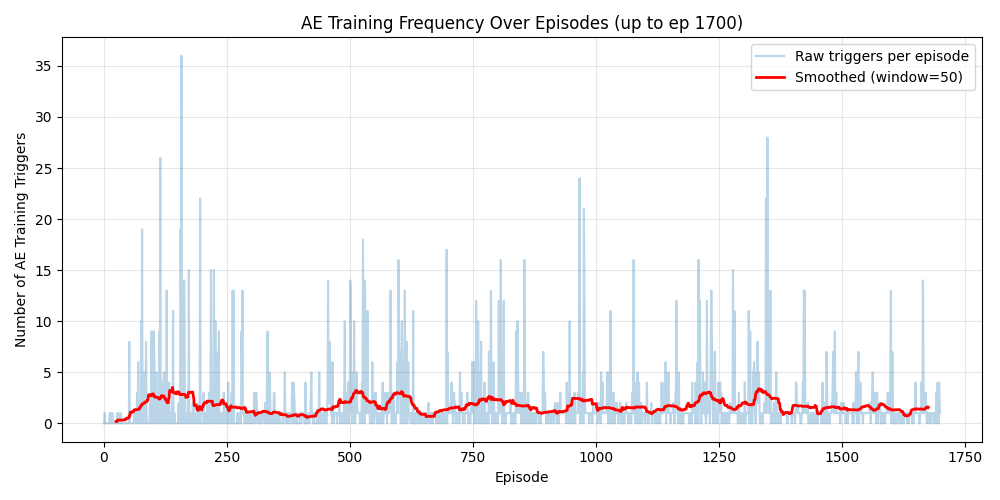 AE Training Frequency Over Episodes (up to ep 1700)
Raw triggers per episode
Smoothed (window=50)
Number of AE Training Triggers
35
30
25
20
15
10
5
0
0 250 500 750 1000 1250 1500 1750
Episode